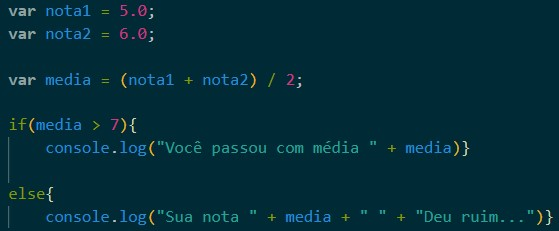 var nota1 = 5.0;
var nota2 = 6.0;
var media = (nota1 + nota2) / 2;
if(media > 7){
console.log("Você passou com média " + media)}
else{
console.log("Sua nota " + media + " " + "Deu ruim...")}